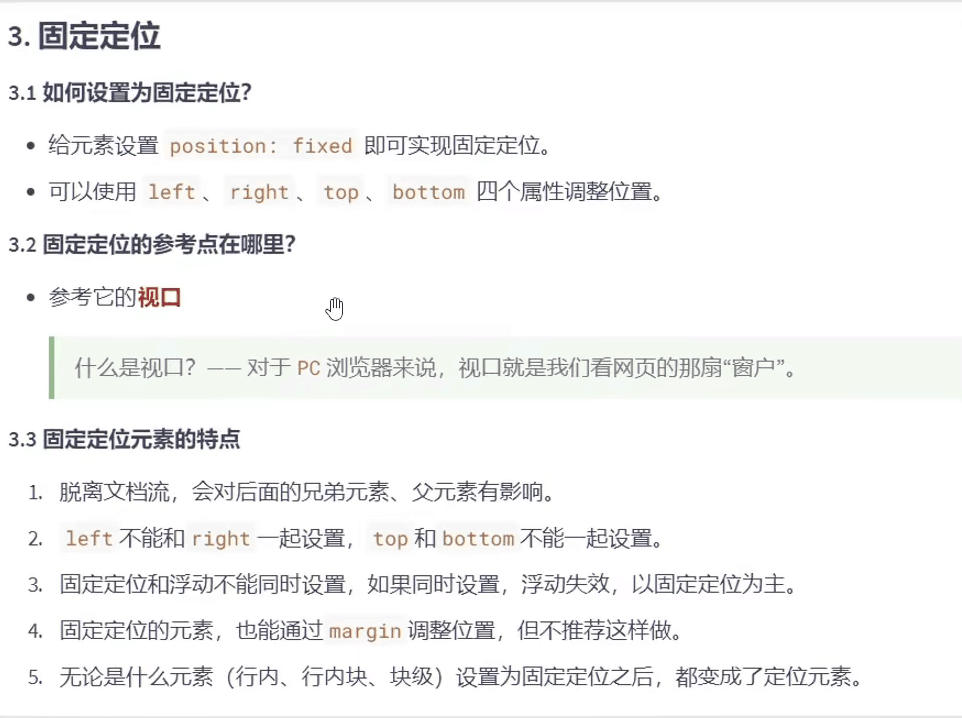 3. 固定定位
3.1 如何设置为固定定位？
• 给元素设置 position: fixed 即可实现固定定位。
• 可以使用 left 、 right 、 top 、 bottom 四个属性调整位置。
3.2 固定定位的参考点在哪里？
• 参考它的视口
什么是视口？—— 对于 PC 浏览器来说，视口就是我们看网页的那扇“窗户”。
3.3 固定定位元素的特点
1. 脱离文档流，会对后面的兄弟元素、父元素有影响。
2. left 不能和 right 一起设置， top 和 bottom 不能一起设置。
3. 固定定位和浮动不能同时设置，如果同时设置，浮动失效，以固定定位为主。
4. 固定定位的元素，也能通过 margin 调整位置，但不推荐这样做。
5. 无论是什么元素（行内、行内块、块级）设置为固定定位之后，都变成了定位元素。